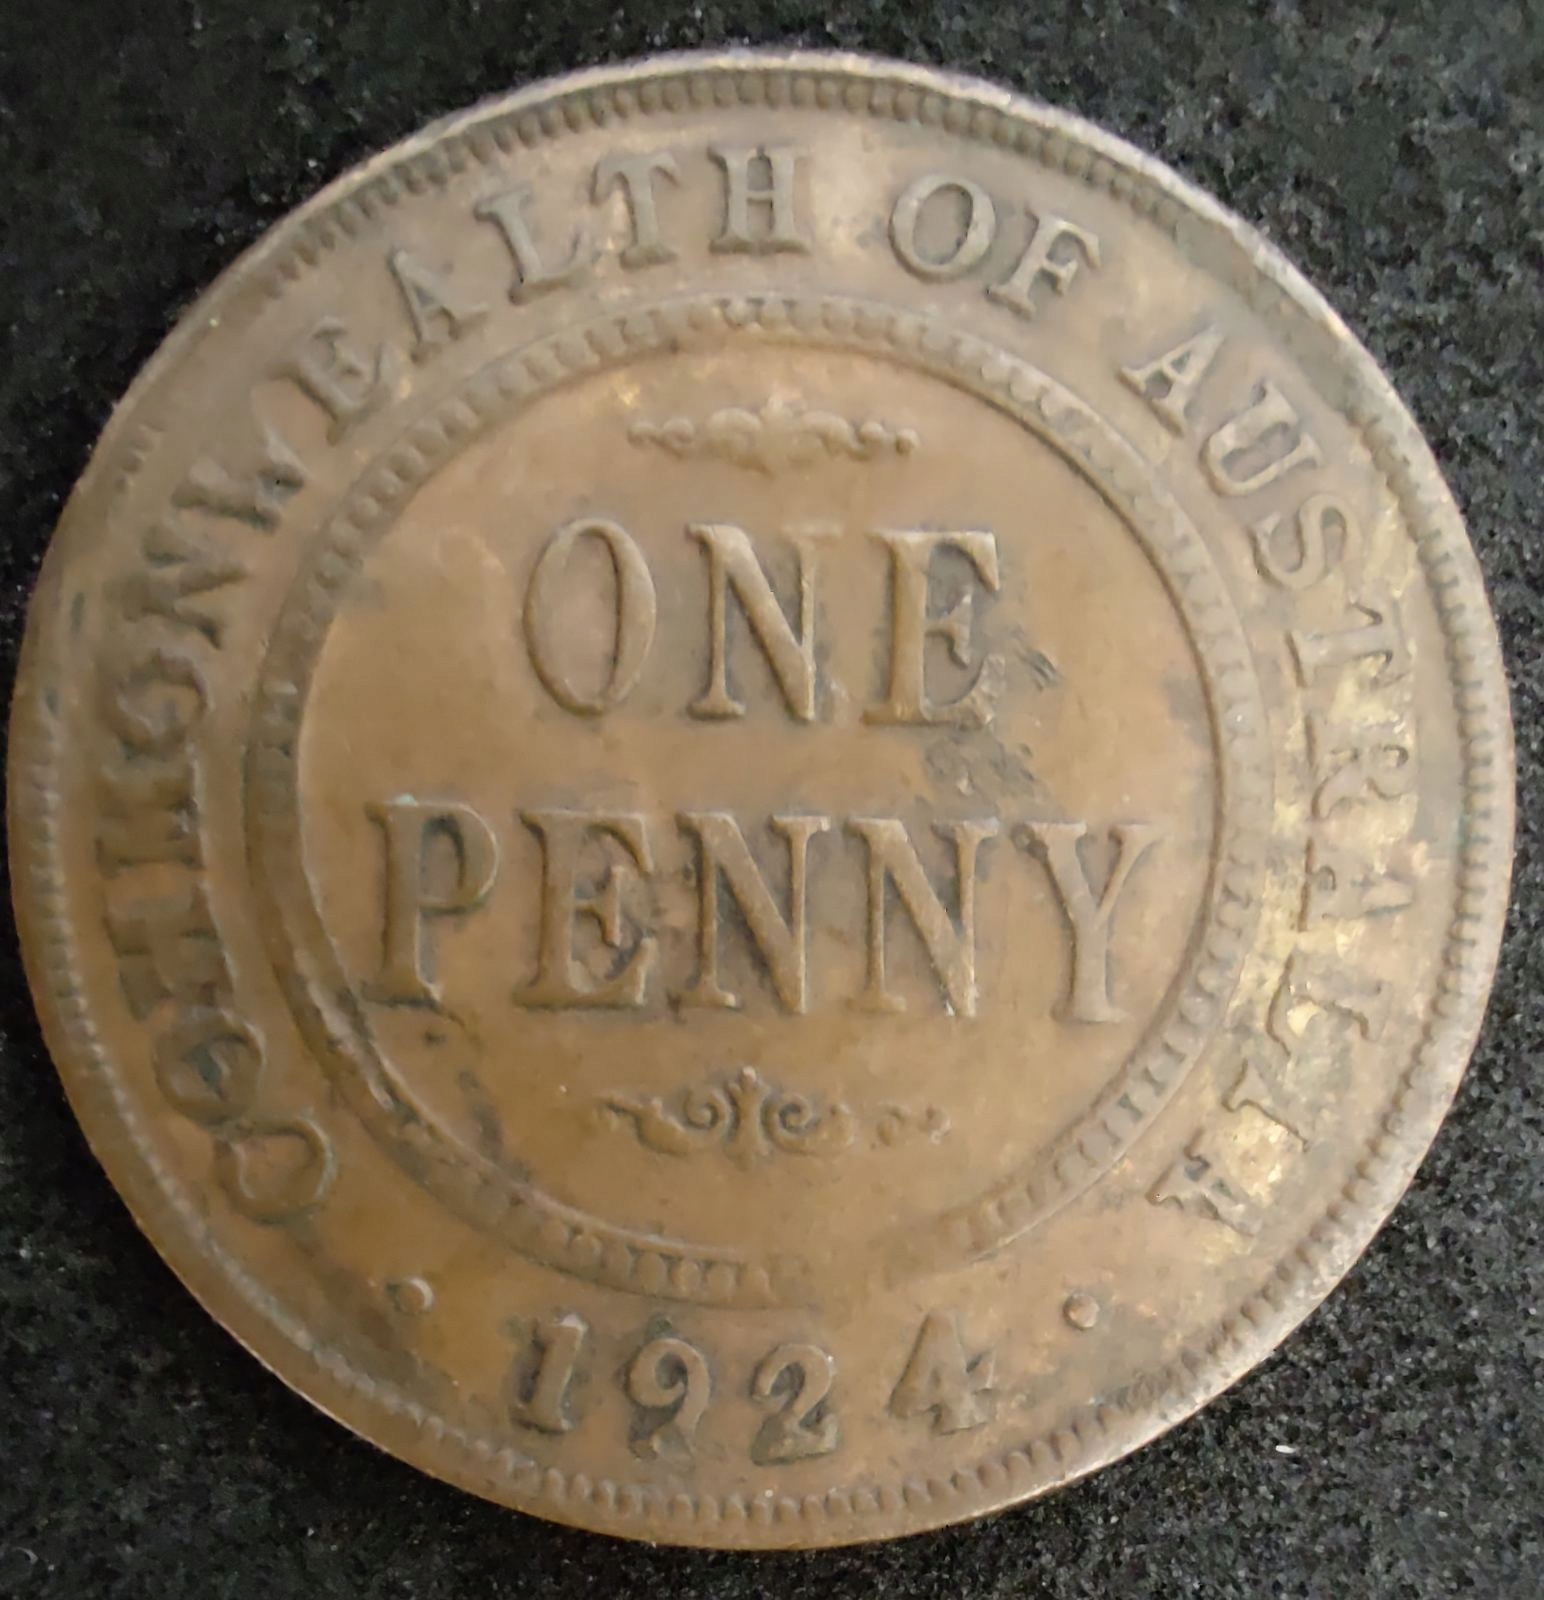 COMMONWEALTH OF AUSTRALIA
ONE
PENNY
1924